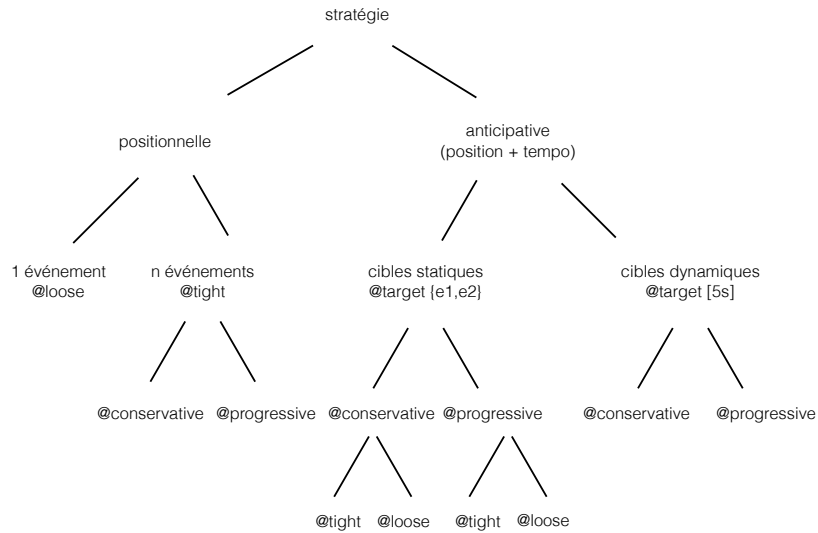 stratégie
positionnelle
anticipative
(position + tempo)
1 événement
@loose
n événements
@tight
cibles statiques
@target {e1,e2}
cibles dynamiques
@target [5s]
@conservative
@progressive
@conservative
@progressive
@conservative
@progressive
@tight
@loose
@tight
@loose